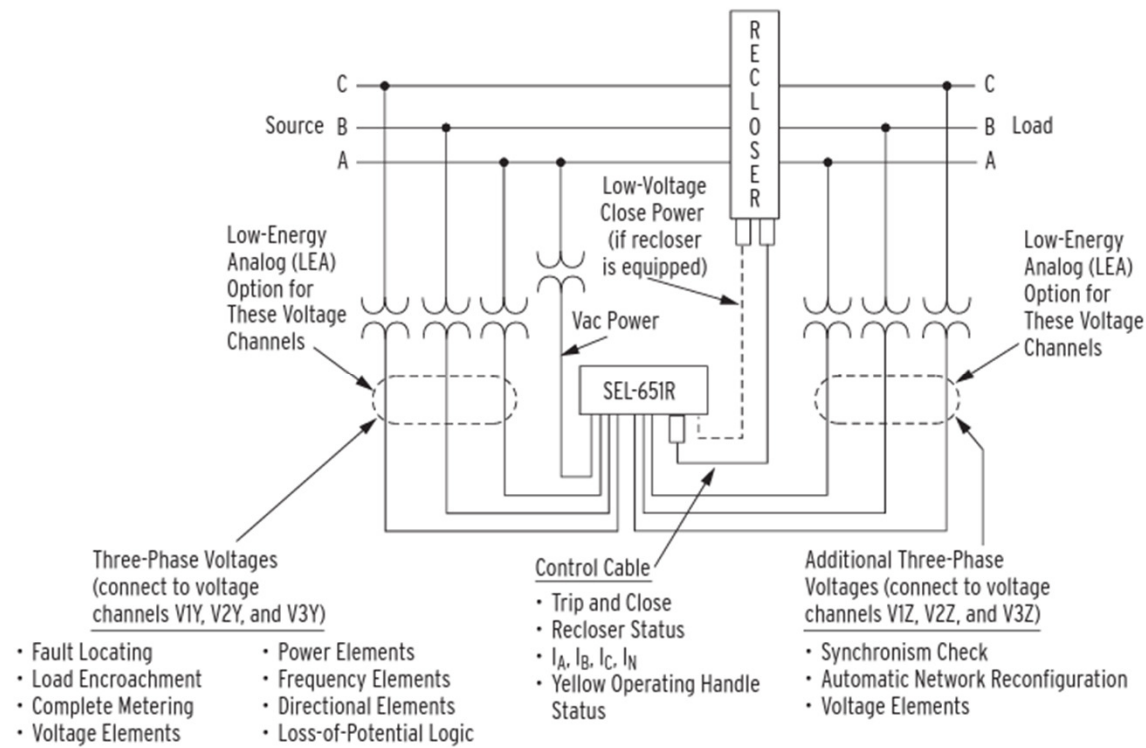 RECLOSER
C
C
Source B
B Load
A
A
Low-Voltage
Close Power
(if recloser
is equipped)
Low-Energy
Analog (LEA)
Option for
These Voltage
Channels
Low-Energy
Analog (LEA)
Option for
These Voltage
Channels
Vac Power
SEL-651R
Three-Phase Voltages
(connect to voltage
channels V1Y, V2Y, and V3Y)
• Fault Locating
• Load Encroachment
• Complete Metering
• Voltage Elements
• Power Elements
• Frequency Elements
• Directional Elements
• Loss-of-Potential Logic
Control Cable
• Trip and Close
• Recloser Status
• IA, IB, IC, IN
• Yellow Operating Handle
Status
Additional Three-Phase
Voltages (connect to voltage
channels V1Z, V2Z, and V3Z)
• Synchronism Check
• Automatic Network Reconfiguration
• Voltage Elements